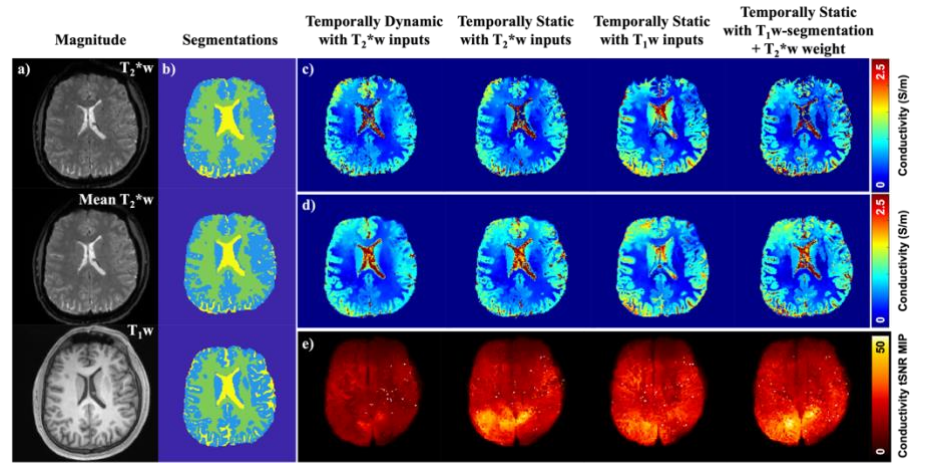 Magnitude
Segmentations
Temporally Dynamic
with T2*w inputs
Temporally Static
with T2*w inputs
Temporally Static
with T1w inputs
Temporally Static
with T1w-segmentation
+ T2*w weight
a)
T2*w
b)
c)
2.5
0
Conductivity (S/m)
Mean T2*w
d)
2.5
0
Conductivity (S/m)
T1w
e)
50
0
Conductivity tSNR MIP